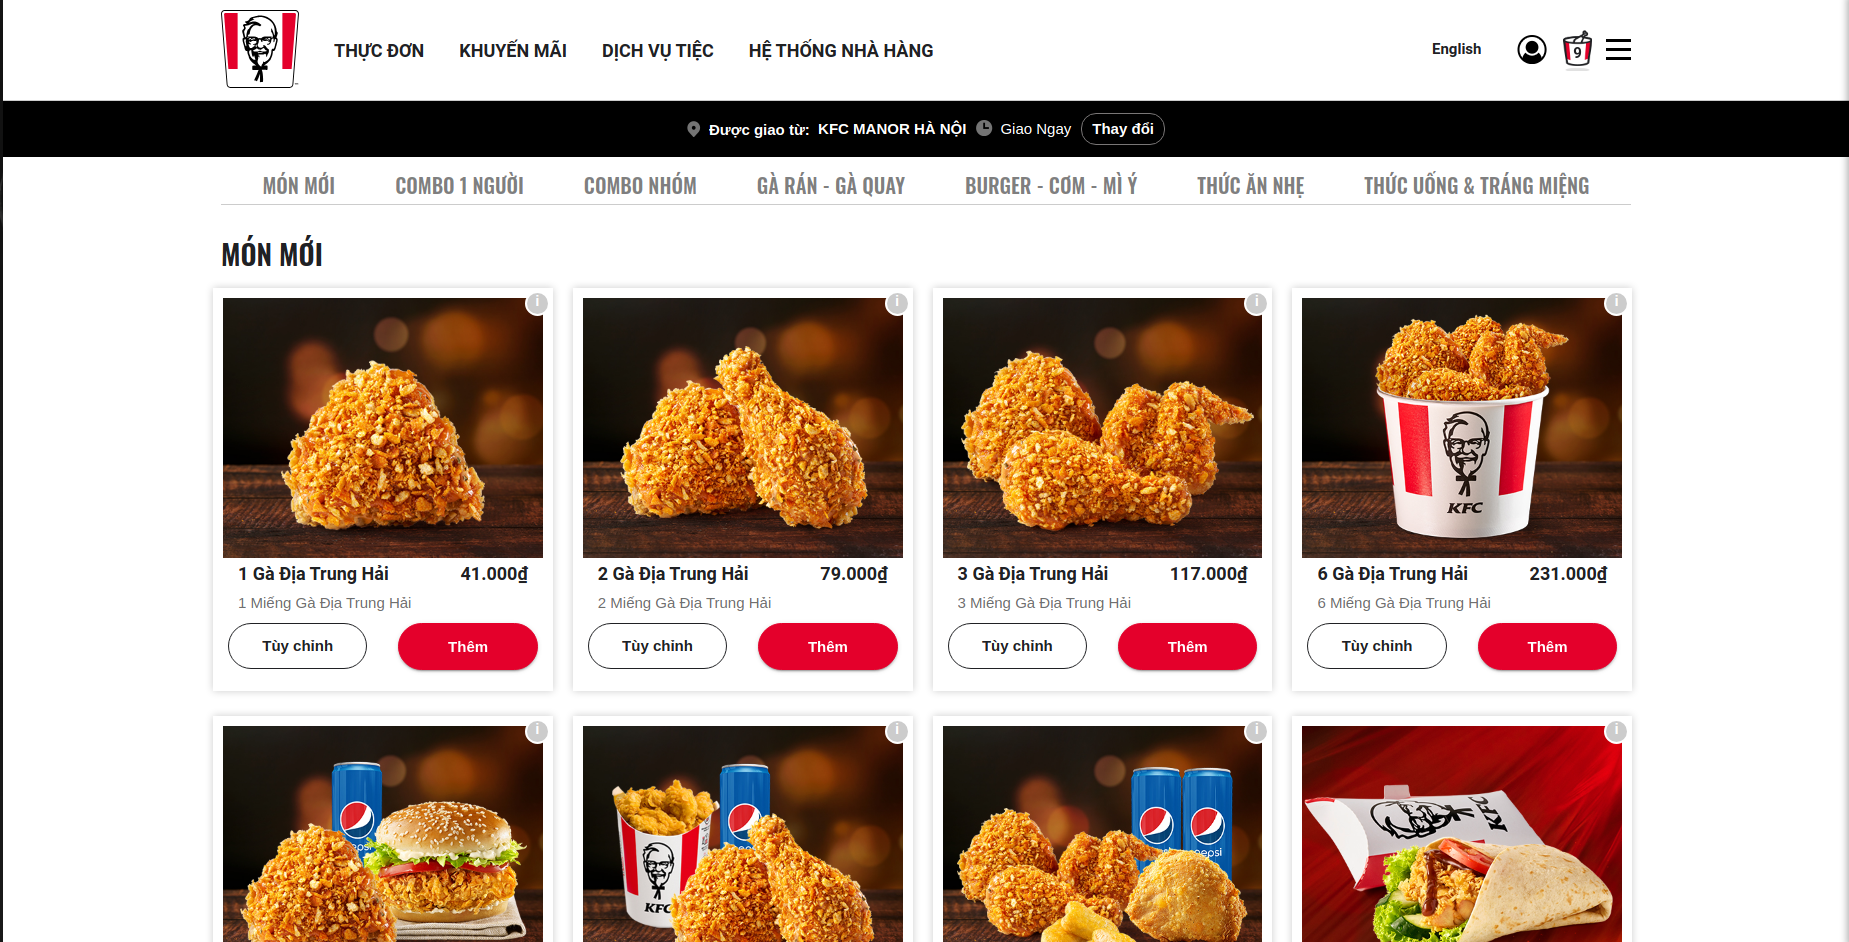 THỰC ĐƠN KHUYẾN MÃI DỊCH VỤ TIỆC HỆ THỐNG NHÀ HÀNG English 9
Được giao từ: KFC MANOR HÀ NỘI Giao Ngay Thay đổi
MÓN MỚI COMBO 1 NGƯỜI COMBO NHÓM GÀ RÁN - GÀ QUAY BURGER - CƠM - MÌ Ý THỨC ĂN NHẸ THỨC UỐNG & TRÁNG MIỆNG
MÓN MỚI
i i i i
KFC
1 Gà Địa Trung Hải 41.000₫ 2 Gà Địa Trung Hải 79.000₫ 3 Gà Địa Trung Hải 117.000₫ 6 Gà Địa Trung Hải 231.000₫
1 Miếng Gà Địa Trung Hải 2 Miếng Gà Địa Trung Hải 3 Miếng Gà Địa Trung Hải 6 Miếng Gà Địa Trung Hải
Tùy chỉnh Thêm Tùy chỉnh Thêm Tùy chỉnh Thêm Tùy chỉnh Thêm
i i i i
KFC
KFC